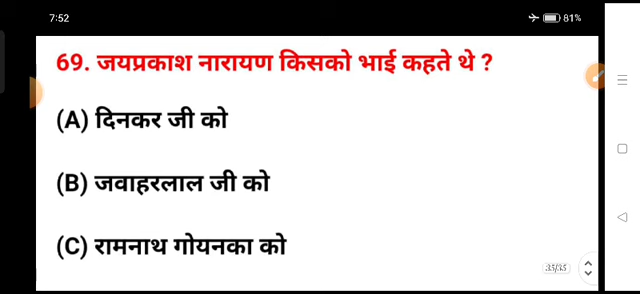 7:52
81%
69. जयप्रकाश नारायण किसको भाई कहते थे ?
(A) दिनकर जी को
(B) जवाहरलाल जी को
(C) रामनाथ गोयनका को
35/35